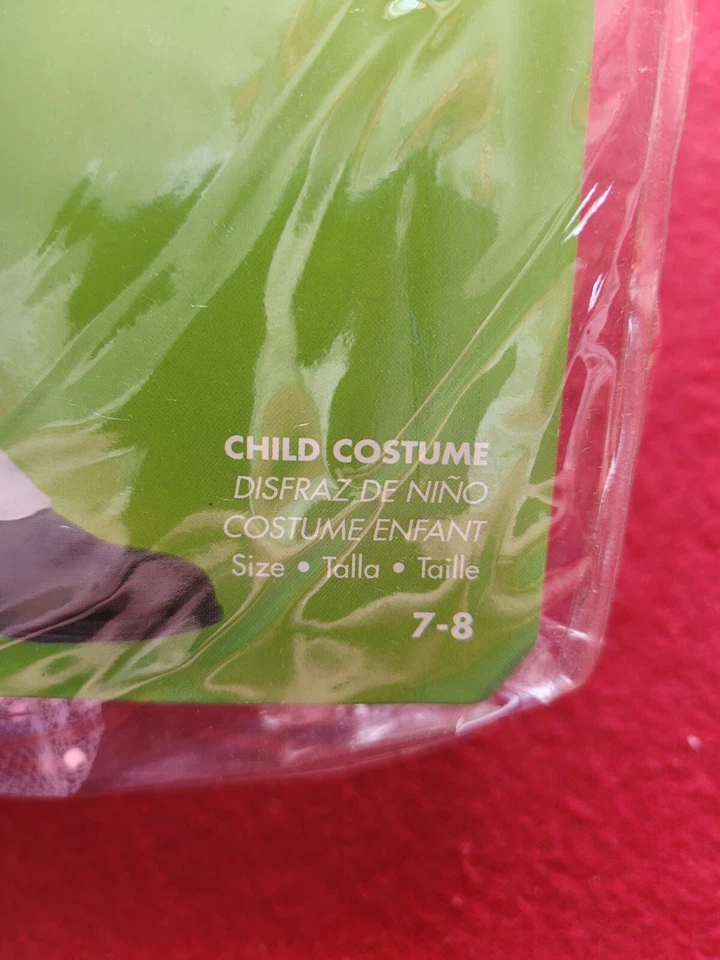 CHILD COSTUME
DISFRAZ DE NIÑO
COSTUME ENFANT
Size • Talla • Taille
7-8